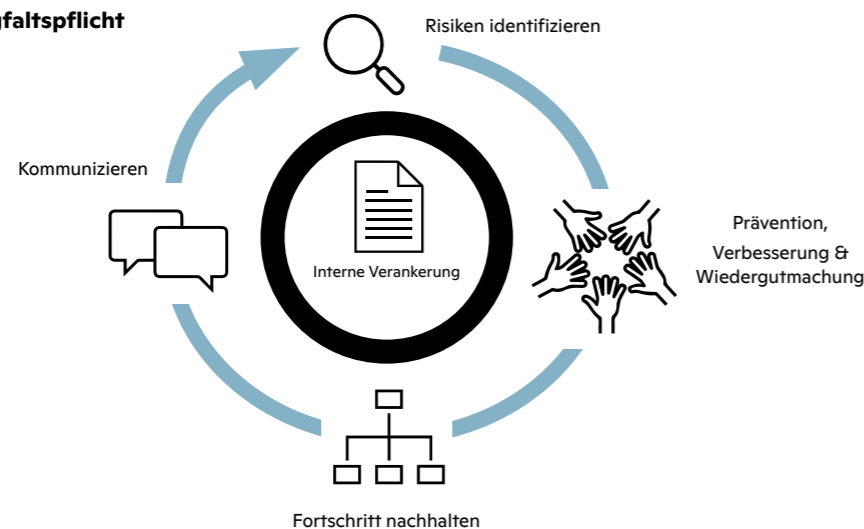 gfaltspflicht
Risiken identifizieren
Kommunizieren
Prävention,
Verbesserung &
Wiedergutmachung
Interne Verankerung
Fortschritt nachhalten